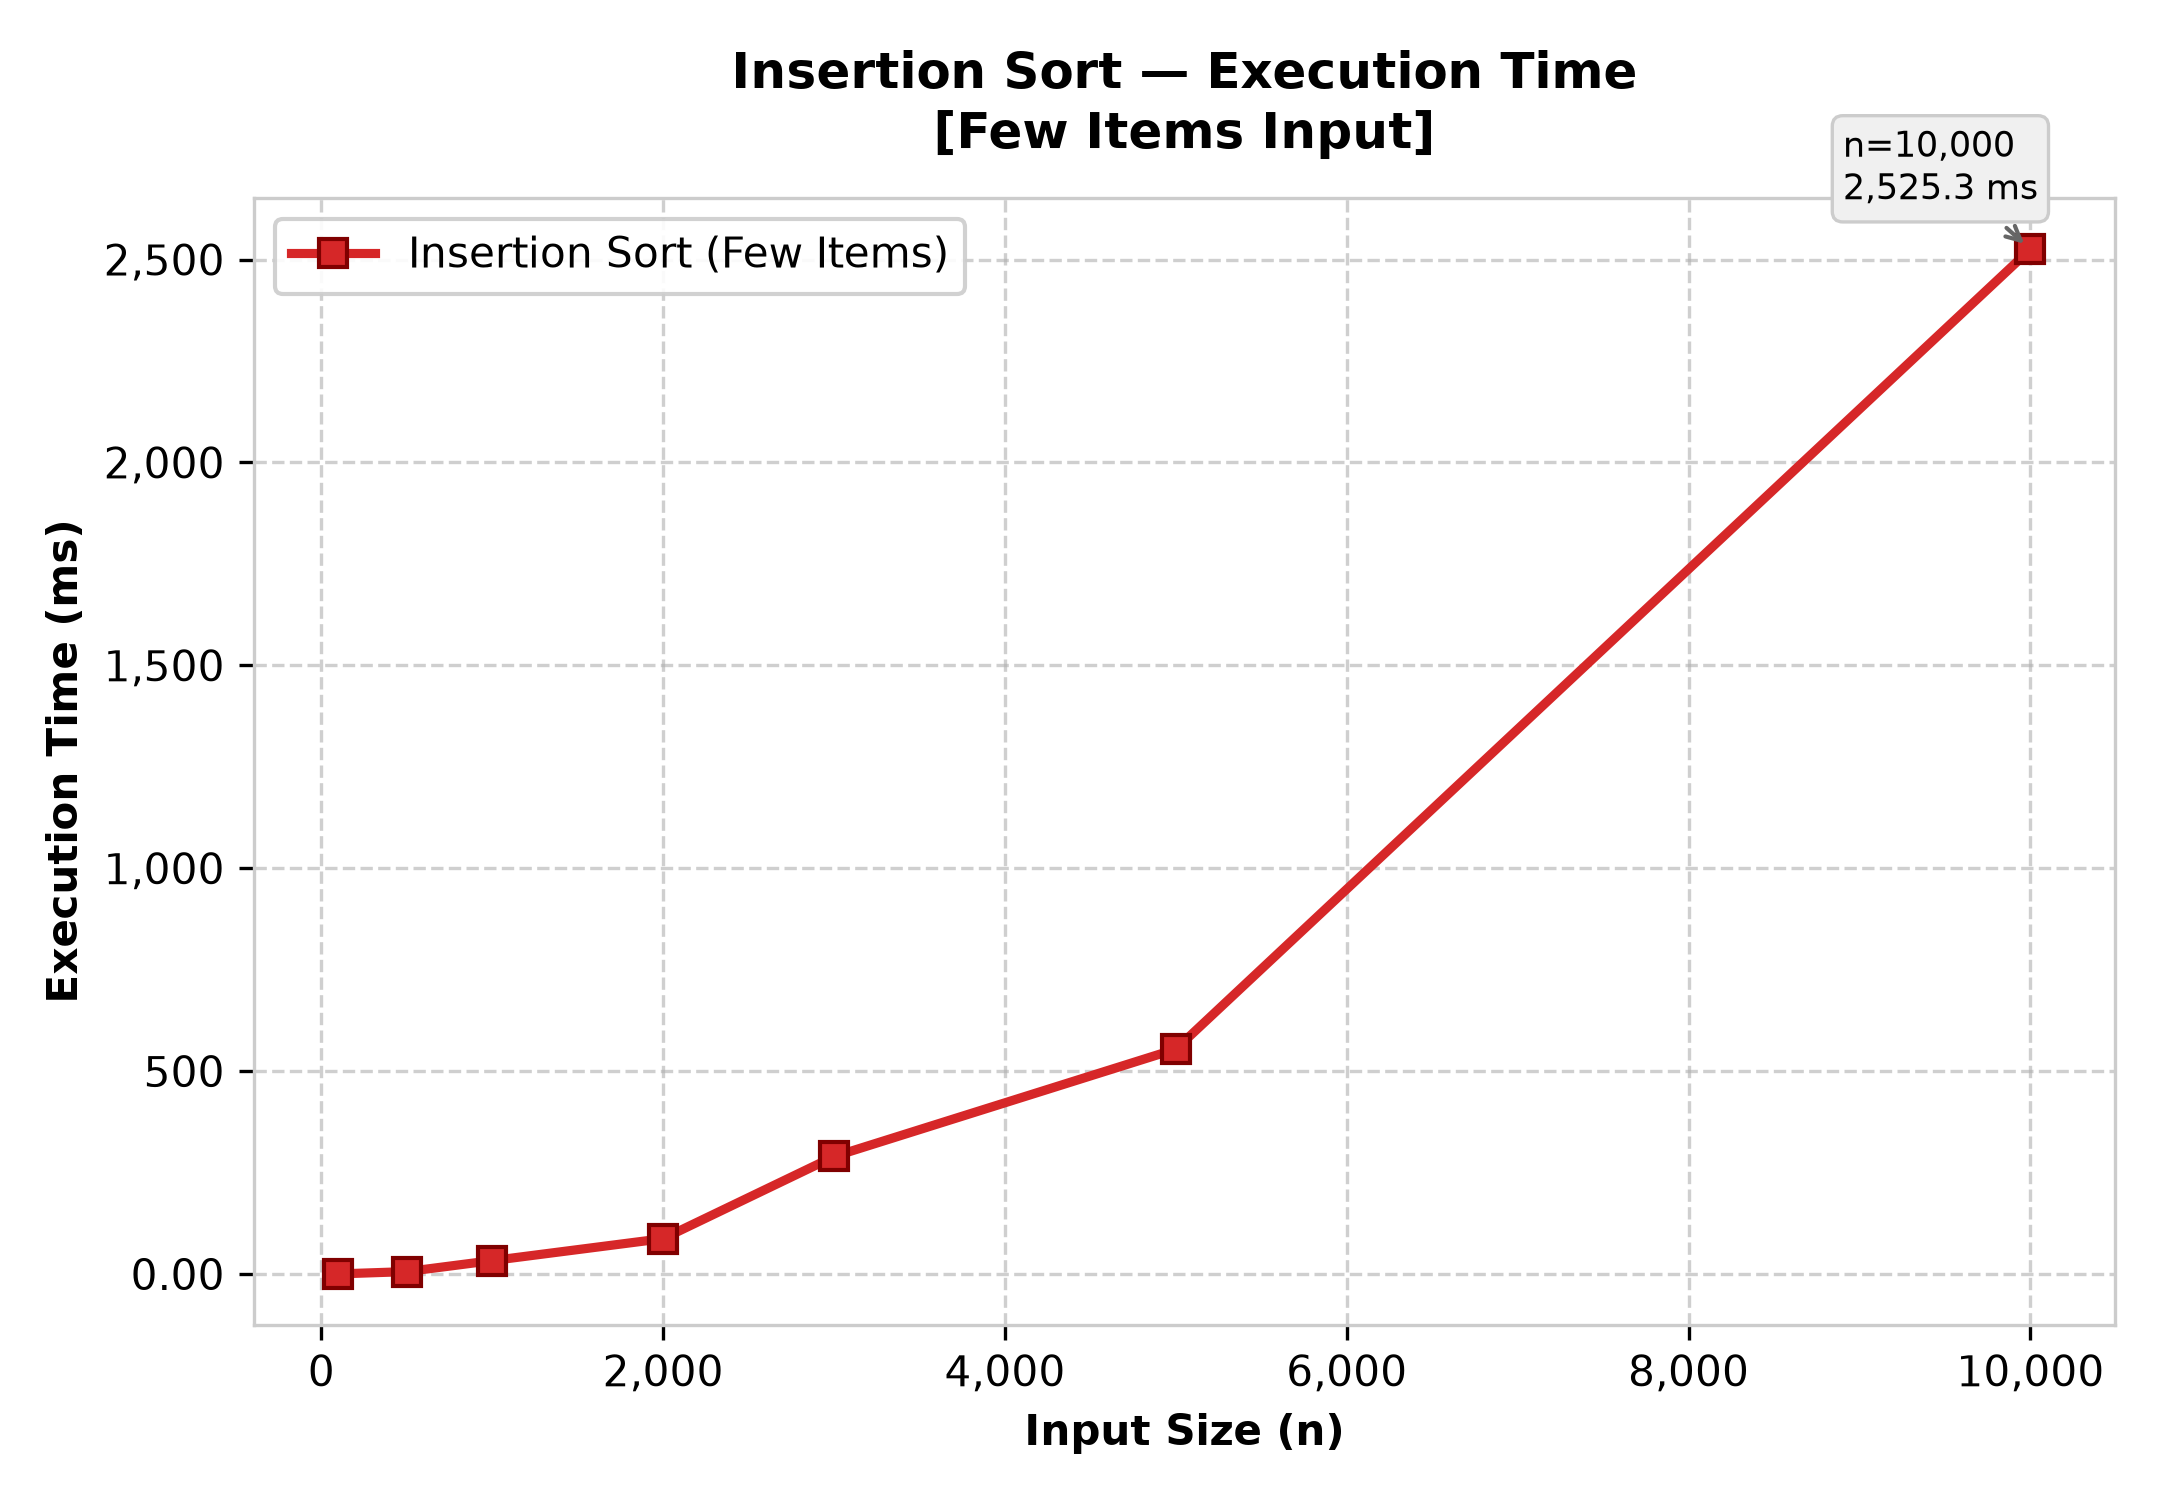 Insertion Sort — Execution Time
[Few Items Input]
n=10,000
2,525.3 ms
Insertion Sort (Few Items)
2,500
2,000
1,500
1,000
500
0.00
Execution Time (ms)
0
2,000
4,000
6,000
8,000
10,000
Input Size (n)